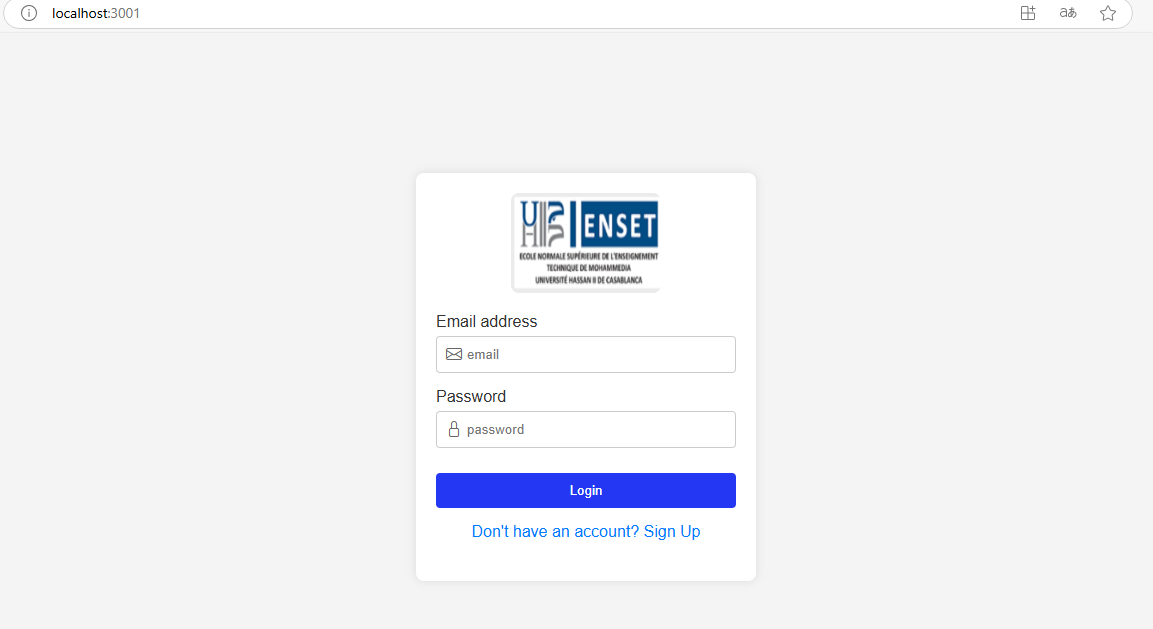 localhost:3001
aあ
UH
ENSET
ECOLE NORMALE SUPÉRIEURE DE L'ENSEIGNEMENT
TECHNIQUE DE MOHAMMEDIA
UNIVERSITÉ HASSAN II DE CASABLANCA
Email address
email
Password
password
Login
Don't have an account? Sign Up